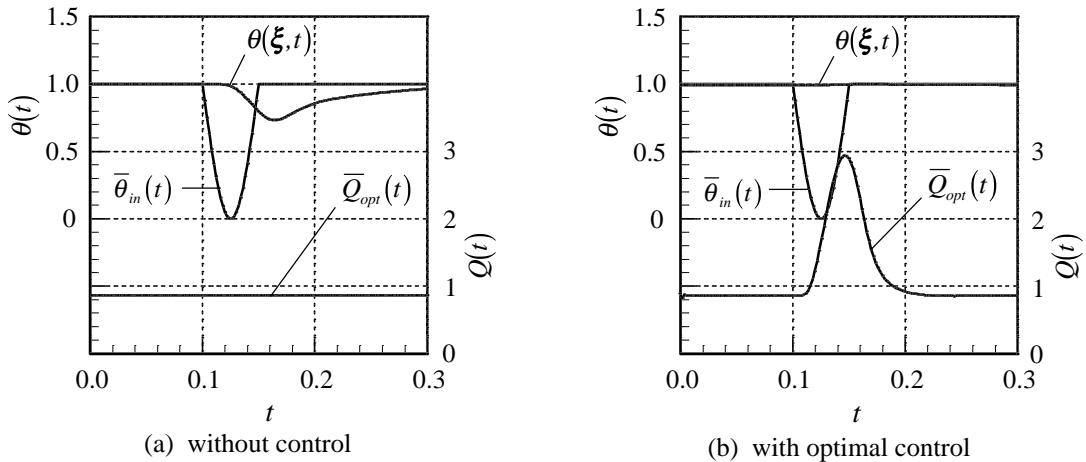 1.5
1.0
0.5
0
θ(t)
θ(ξ,t)
θ̅_in(t)
Q̅_opt(t)
3
2
1
0
Q(t)
0.0 0.1 0.2 0.3
t
(a) without control
1.5
1.0
0.5
0
θ(t)
θ(ξ,t)
θ̅_in(t)
Q̅_opt(t)
3
2
1
0
Q(t)
0.0 0.1 0.2 0.3
t
(b) with optimal control